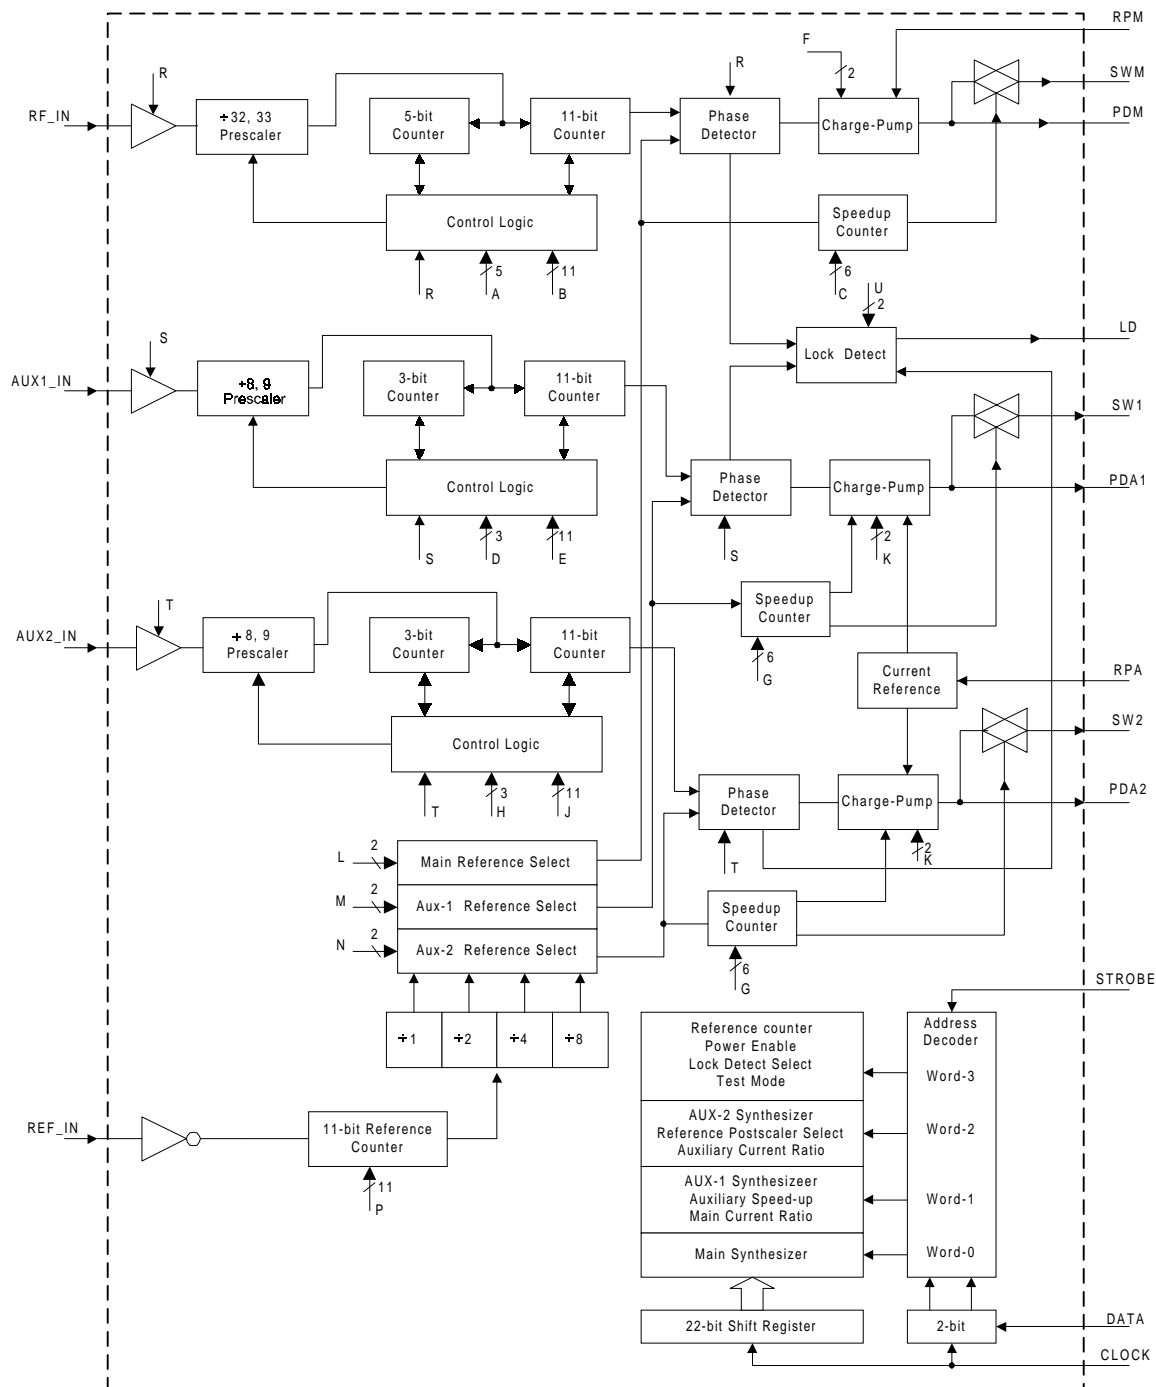 RPM
F
R
R
2
SWM
RF_IN
÷32, 33
Prescaler
5-bit
Counter
11-bit
Counter
Phase
Detector
Charge-Pump
PDM
Control Logic
Speedup
Counter
5
11
6
R
A
B
C
U
2
S
Lock Detect
LD
AUX1_IN
+8, 9
Prescaler
3-bit
Counter
11-bit
Counter
SW1
Control Logic
Phase
Detector
Charge-Pump
PDA1
3
11
2
S
D
E
S
K
T
Speedup
Counter
AUX2_IN
+8, 9
Prescaler
3-bit
Counter
11-bit
Counter
6
G
Current
Reference
RPA
SW2
Control Logic
Phase
Detector
Charge-Pump
PDA2
3
11
T
H
J
2
K
T
L
2
Main Reference Select
M
2
Aux-1 Reference Select
Speedup
Counter
N
2
Aux-2 Reference Select
6
G
STROBE
÷1
÷2
÷4
÷8
Reference counter
Power Enable
Lock Detect Select
Test Mode
Address
Decoder
Word-3
REF_IN
11-bit Reference
Counter
AUX-2 Synthesizer
Reference Postscaler Select
Auxiliary Current Ratio
Word-2
11
P
AUX-1 Synthesizeer
Auxiliary Speed-up
Main Current Ratio
Word-1
Main Synthesizer
Word-0
22-bit Shift Register
2-bit
DATA
CLOCK